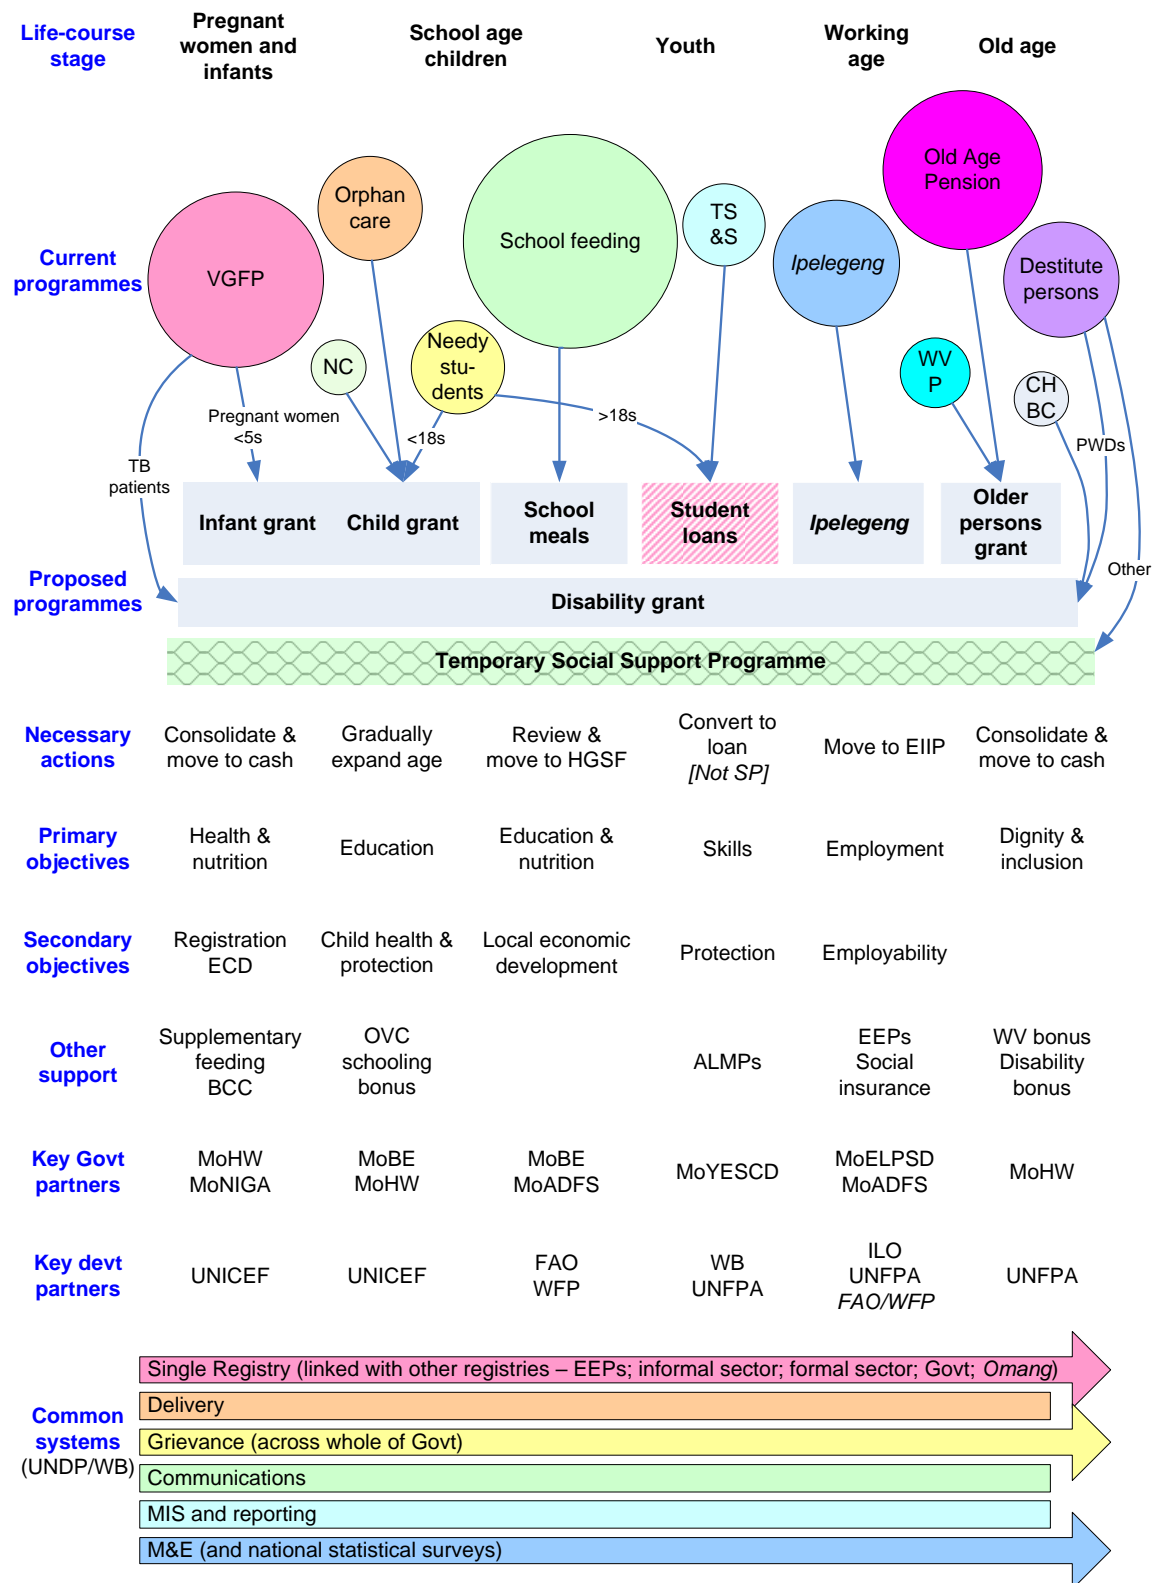 Life-course
stage
Pregnant
women and
infants
School age
children
Youth
Working
age
Old age
Current
programmes
VGFP
Orphan
care
NC
Needy
stu-
dents
School feeding
TS
&S
Ipelegeng
Old Age
Pension
WV
P
Destitute
persons
CH
BC
TB
patients
Pregnant women
<5s
<18s
>18s
PWDs
Other
Proposed
programmes
Infant grant
Child grant
School
meals
Student
loans
Ipelegeng
Older
persons
grant
Disability grant
Temporary Social Support Programme
Necessary
actions
Consolidate &
move to cash
Gradually
expand age
Review &
move to HGSF
Convert to
loan
[Not SP]
Move to EIIP
Consolidate &
move to cash
Primary
objectives
Health &
nutrition
Education
Education &
nutrition
Skills
Employment
Dignity &
inclusion
Secondary
objectives
Registration
ECD
Child health &
protection
Local economic
development
Protection
Employability
Other
support
Supplementary
feeding
BCC
OVC
schooling
bonus
ALMPs
EEPs
Social
insurance
WV bonus
Disability
bonus
Key Govt
partners
MoHW
MoNIGA
MoBE
MoHW
MoBE
MoADFS
MoYESCD
MoELPSD
MoADFS
MoHW
Key devt
partners
UNICEF
UNICEF
FAO
WFP
WB
UNFPA
ILO
UNFPA
FAO/WFP
UNFPA
Common
systems
(UNDP/WB)
Single Registry (linked with other registries – EEPs; informal sector; formal sector; Govt; Omang)
Delivery
Grievance (across whole of Govt)
Communications
MIS and reporting
M&E (and national statistical surveys)